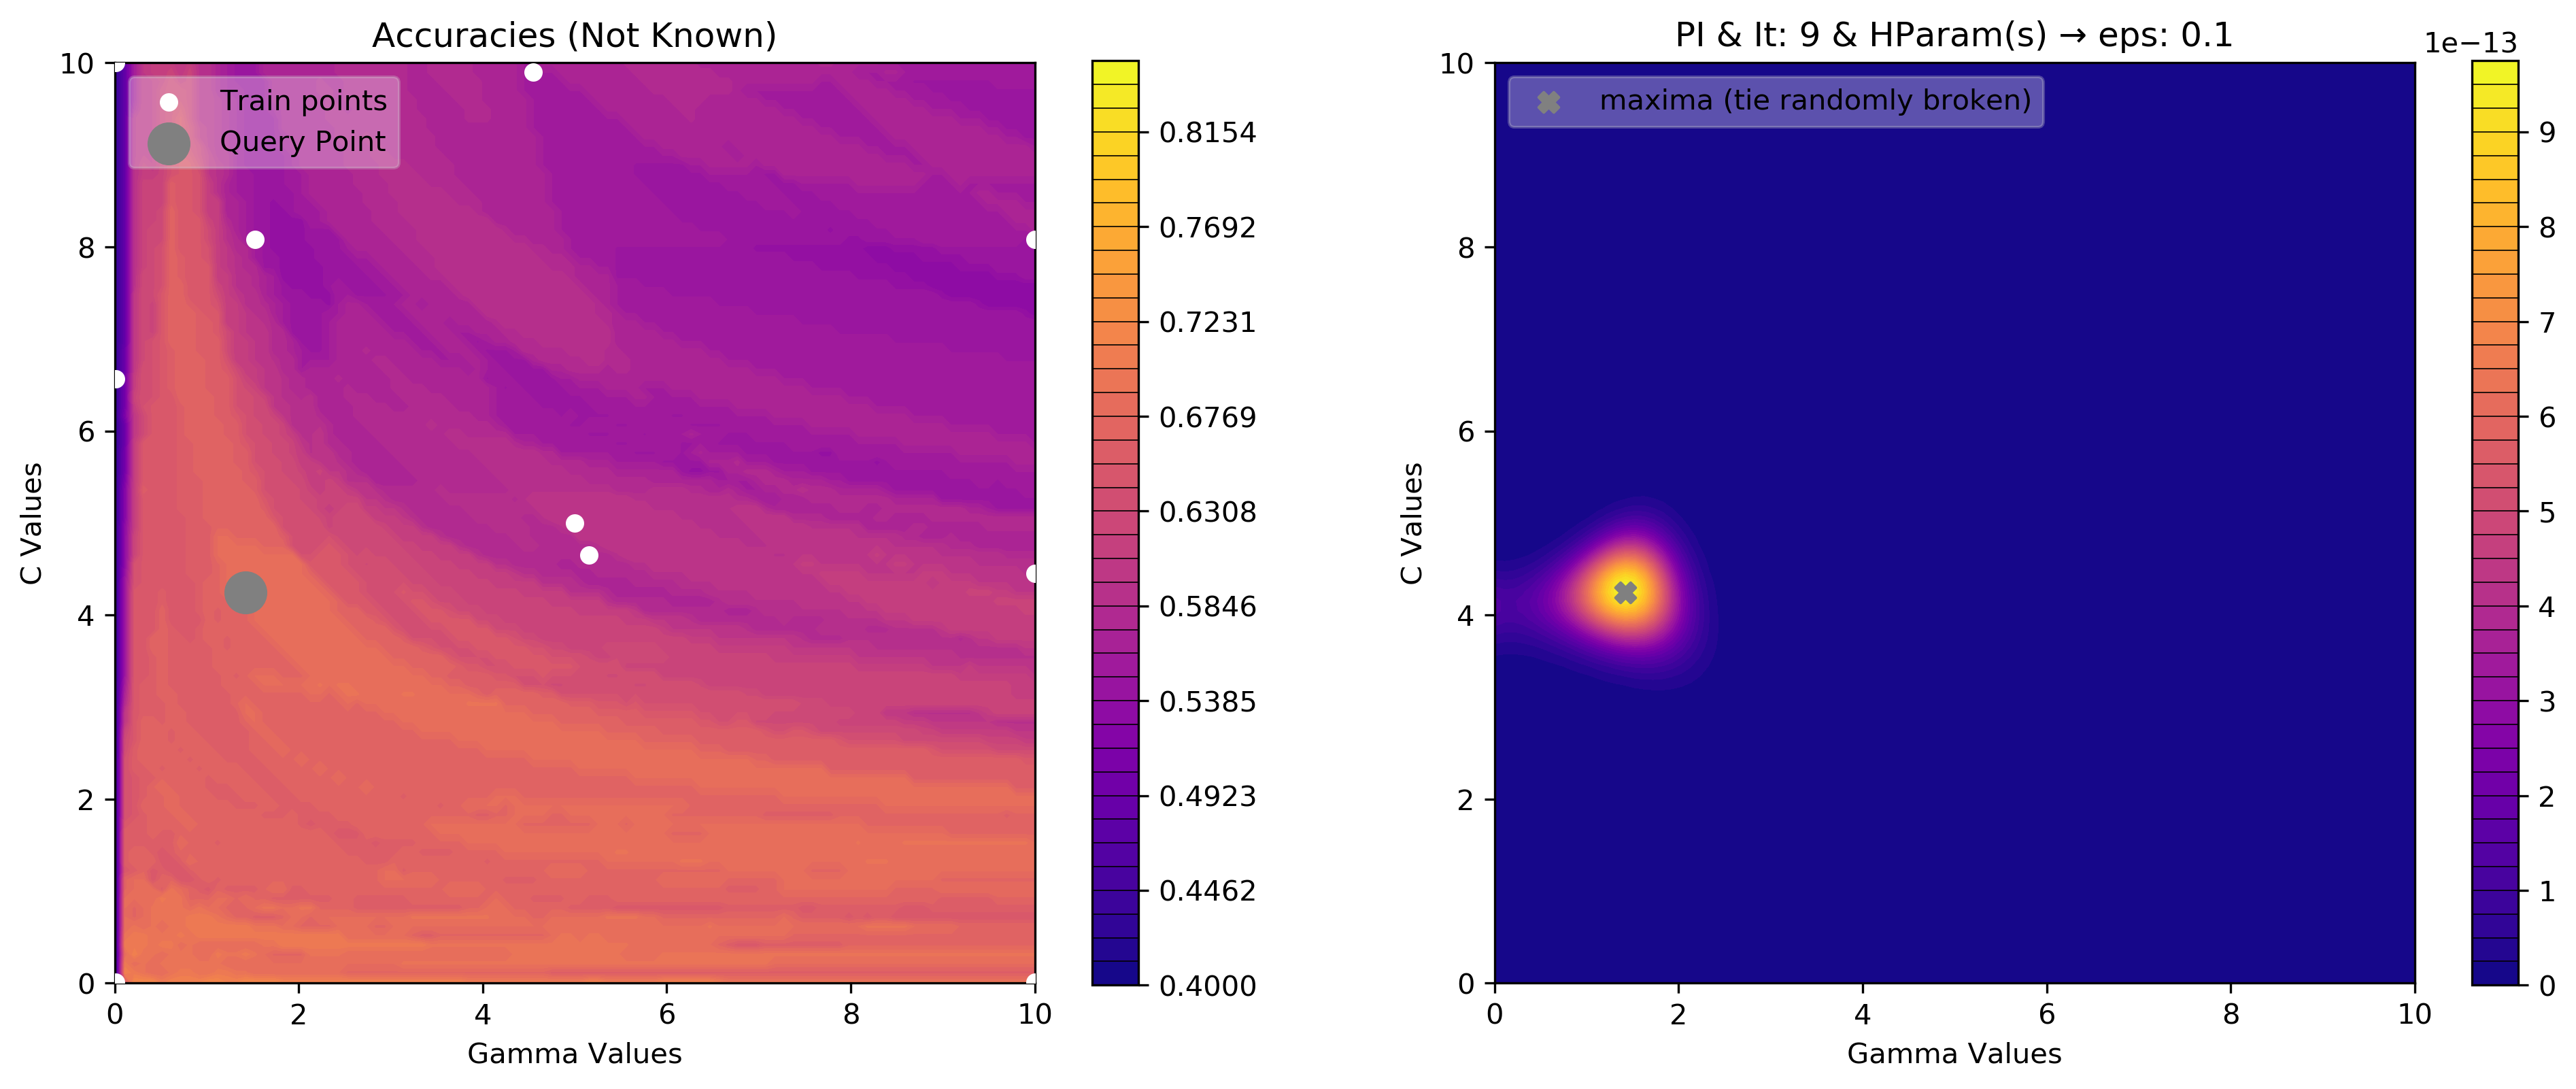 Accuracies (Not Known)
Train points
Query Point
10
8
6
4
2
0
C Values
0 2 4 6 8 10
Gamma Values
0.8154
0.7692
0.7231
0.6769
0.6308
0.5846
0.5385
0.4923
0.4462
0.4000
PI & It: 9 & HParam(s) → eps: 0.1
maxima (tie randomly broken)
10
8
6
4
2
0
C Values
0 2 4 6 8 10
Gamma Values
1e−13
9
8
7
6
5
4
3
2
1
0